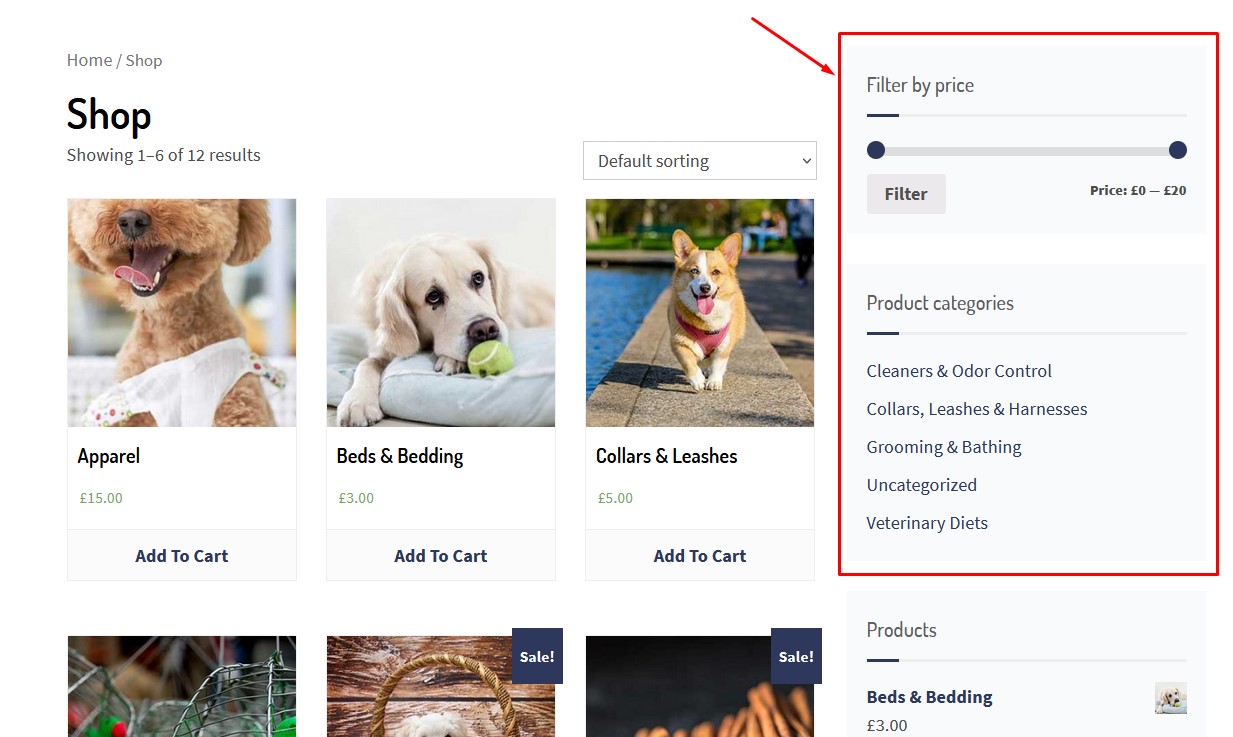 Home / Shop
Shop
Showing 1–6 of 12 results
Default sorting
Apparel
£15.00
Add To Cart
Beds & Bedding
£3.00
Add To Cart
Collars & Leashes
£5.00
Add To Cart
Sale!
Sale!
Filter by price
Filter
Price: £0 — £20
Product categories
Cleaners & Odor Control
Collars, Leashes & Harnesses
Grooming & Bathing
Uncategorized
Veterinary Diets
Products
Beds & Bedding
£3.00